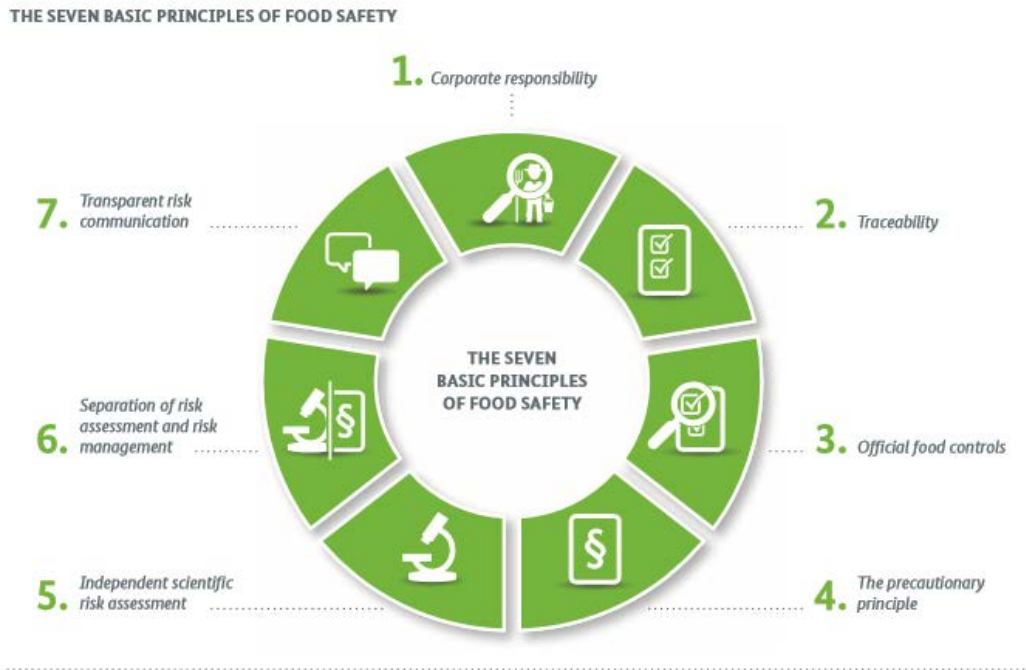 THE SEVEN BASIC PRINCIPLES OF FOOD SAFETY
1. Corporate responsibility
2. Traceability
3. Official food controls
4. The precautionary
principle
5. Independent scientific
risk assessment
6. Separation of risk
assessment and risk
management
7. Transparent risk
communication
THE SEVEN
BASIC PRINCIPLES
OF FOOD SAFETY
§
§